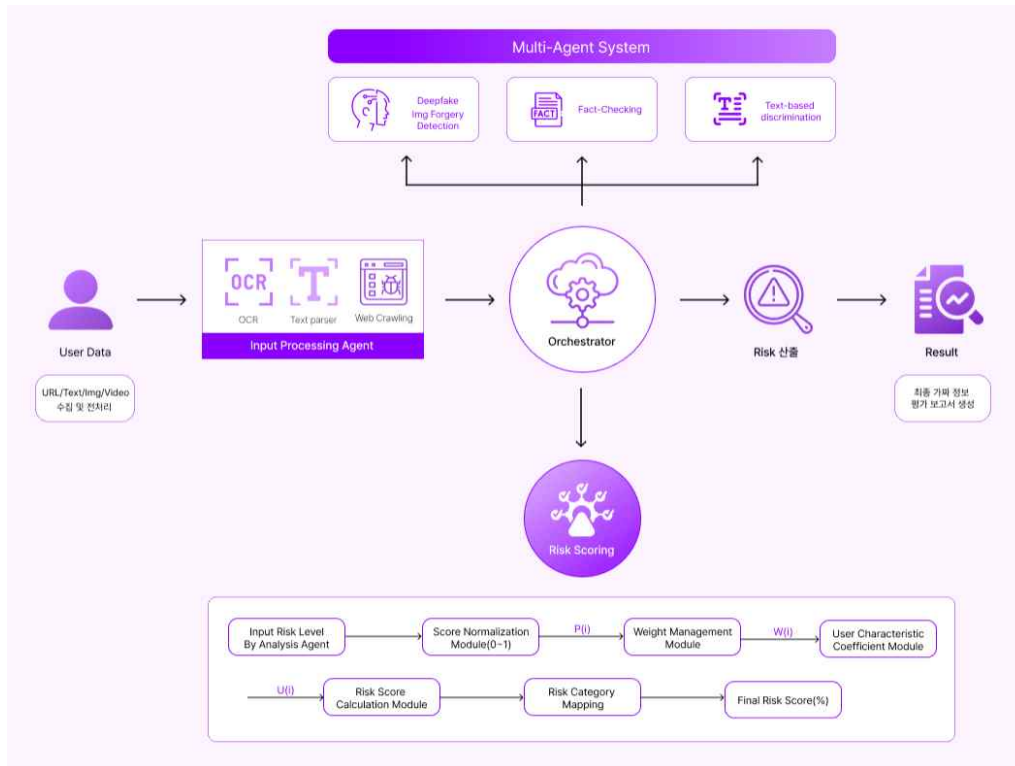 Multi-Agent System
Deepfake
Img Forgery
Detection
FACT
Fact-Checking
T
Text-based
discrimination
OCR
T
OCR
Text parser
Web Crawling
Input Processing Agent
User Data
URL/Text/Img/Video
수집 및 전처리
Orchestrator
Risk 산출
Result
최종 가짜 정보
평가 보고서 생성
Risk Scoring
Input Risk Level
By Analysis Agent
Score Normalization
Module(0~1)
P(i)
Weight Management
Module
W(i)
User Characteristic
Coefficient Module
U(i)
Risk Score
Calculation Module
Risk Category
Mapping
Final Risk Score(%)